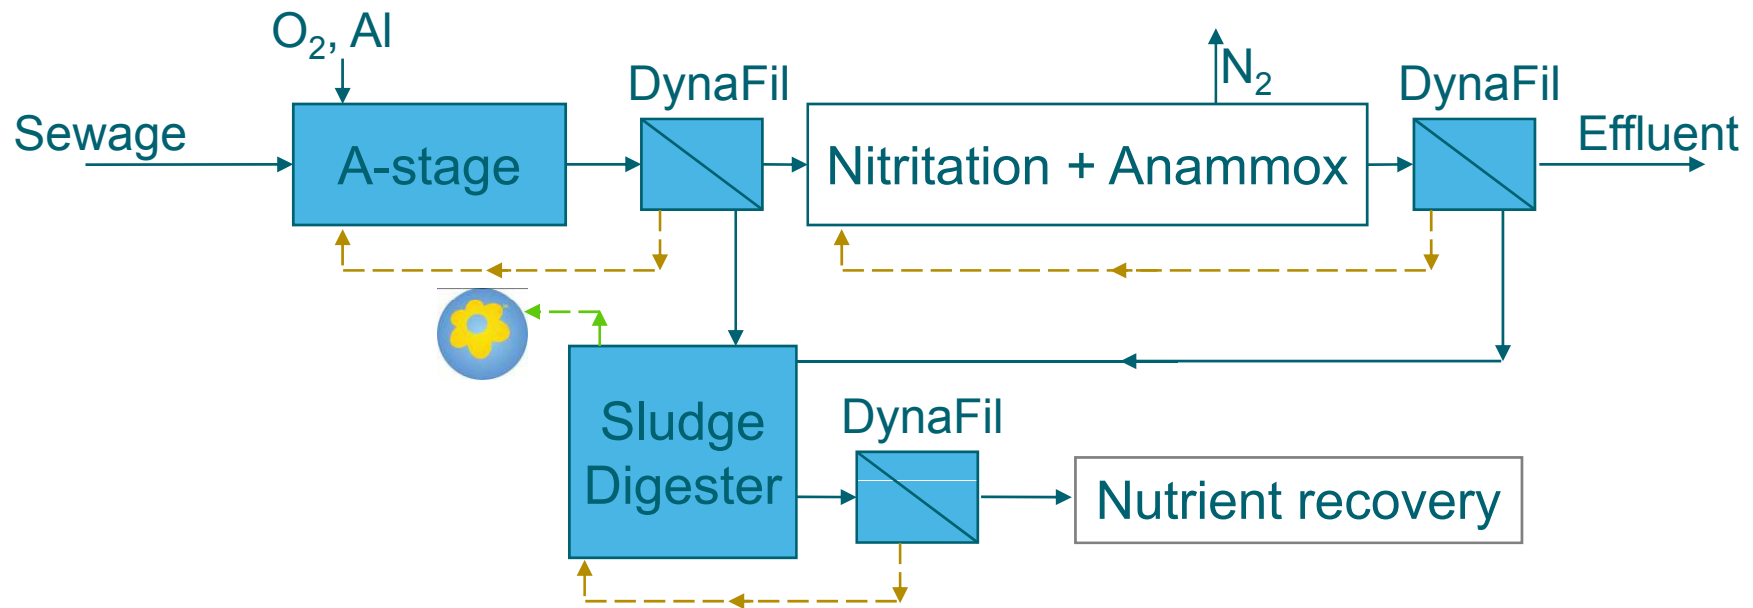 O₂, Al
DynaFil
N₂
DynaFil
Sewage
A-stage
Nitritation + Anammox
Effluent
Sludge
Digester
DynaFil
Nutrient recovery